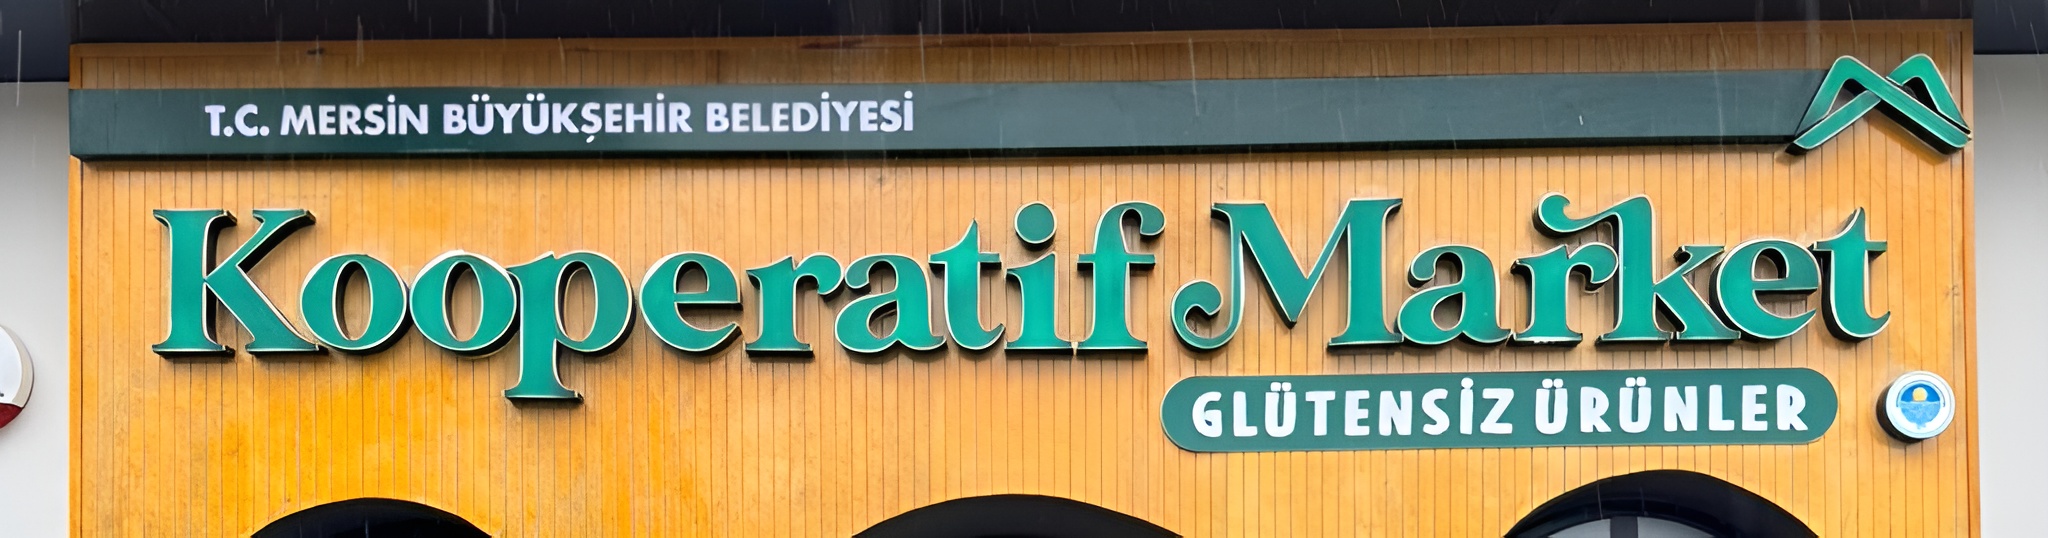 T.C. MERSİN BÜYÜKŞEHİR BELEDİYESİ
Kooperatif Market
GLÜTENSİZ ÜRÜNLER